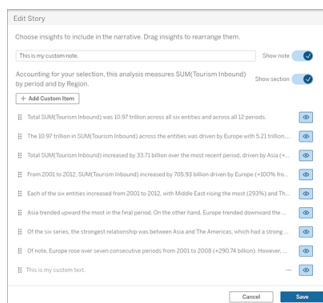 Edit Story
Choose insights to include in the narrative. Drag insights to rearrange them.
This is my custom note.
Show note
Accounting for your selection, this analysis measures SUM(Tourism Inbound)
by period and by Region.
Show section
+ Add Custom Item
Total SUM(Tourism Inbound) was 10.97 trillion across all six entities and across all 12 periods.
The 10.97 trillion in SUM(Tourism Inbound) across the entities was driven by Europe with 5.21 trillion,...
Total SUM(Tourism Inbound) increased by 33.71 billion over the most recent period, driven by Asia (+...
From 2001 to 2012, SUM(Tourism Inbound) increased by 705.93 billion driven by Europe (+100% fro...
Each of the six entities increased from 2001 to 2012, with Middle East rising the most (293%) and Th...
Asia trended upward the most in the final period. On the other hand, Europe trended downward the ...
Of the six series, the strongest relationship was between Asia and The Americas, which had a strong...
Of note, Europe rose over seven consecutive periods from 2001 to 2008 (+290.74 billion). However, ...
This is my custom text.
...
Cancel
Save